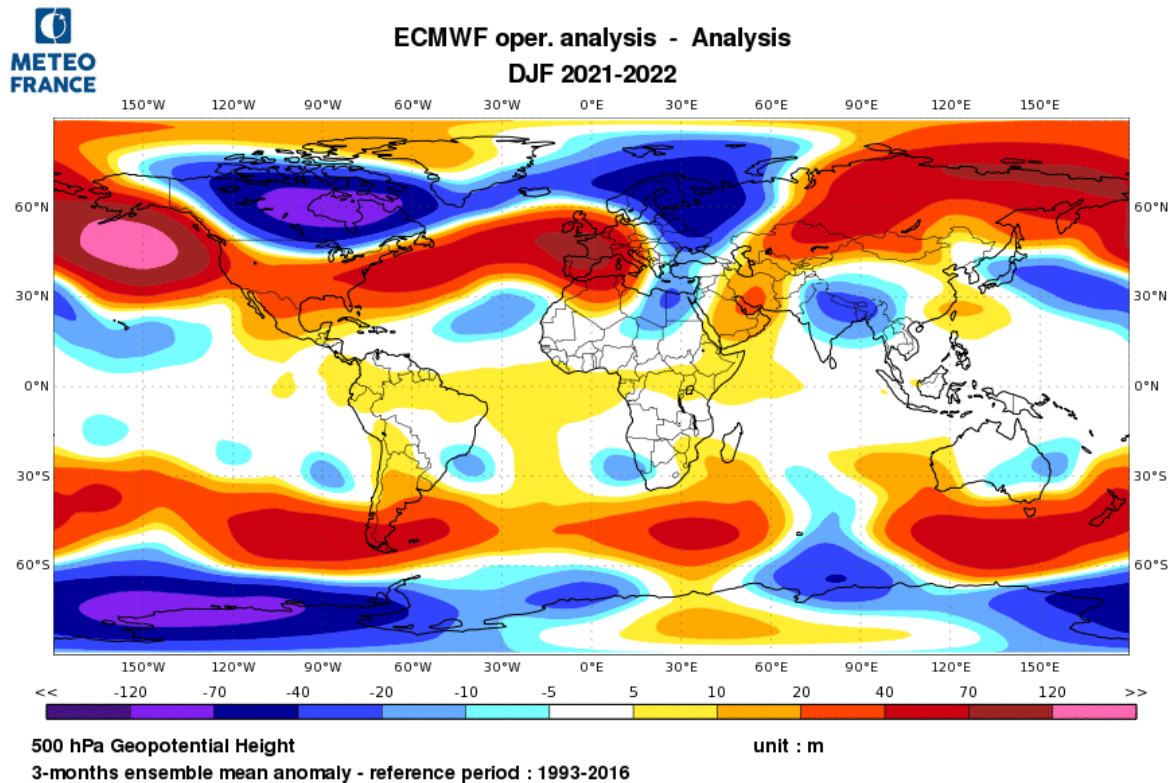 METEO
FRANCE
ECMWF oper. analysis - Analysis
DJF 2021-2022
150°W 120°W 90°W 60°W 30°W 0°E 30°E 60°E 90°E 120°E 150°E
60°N 60°N
30°N 30°N
0°N 0°N
30°S 30°S
60°S 60°S
150°W 120°W 90°W 60°W 30°W 0°E 30°E 60°E 90°E 120°E 150°E
<< -120 -70 -40 -20 -10 -5 5 10 20 40 70 120 >>
500 hPa Geopotential Height unit : m
3-months ensemble mean anomaly - reference period : 1993-2016